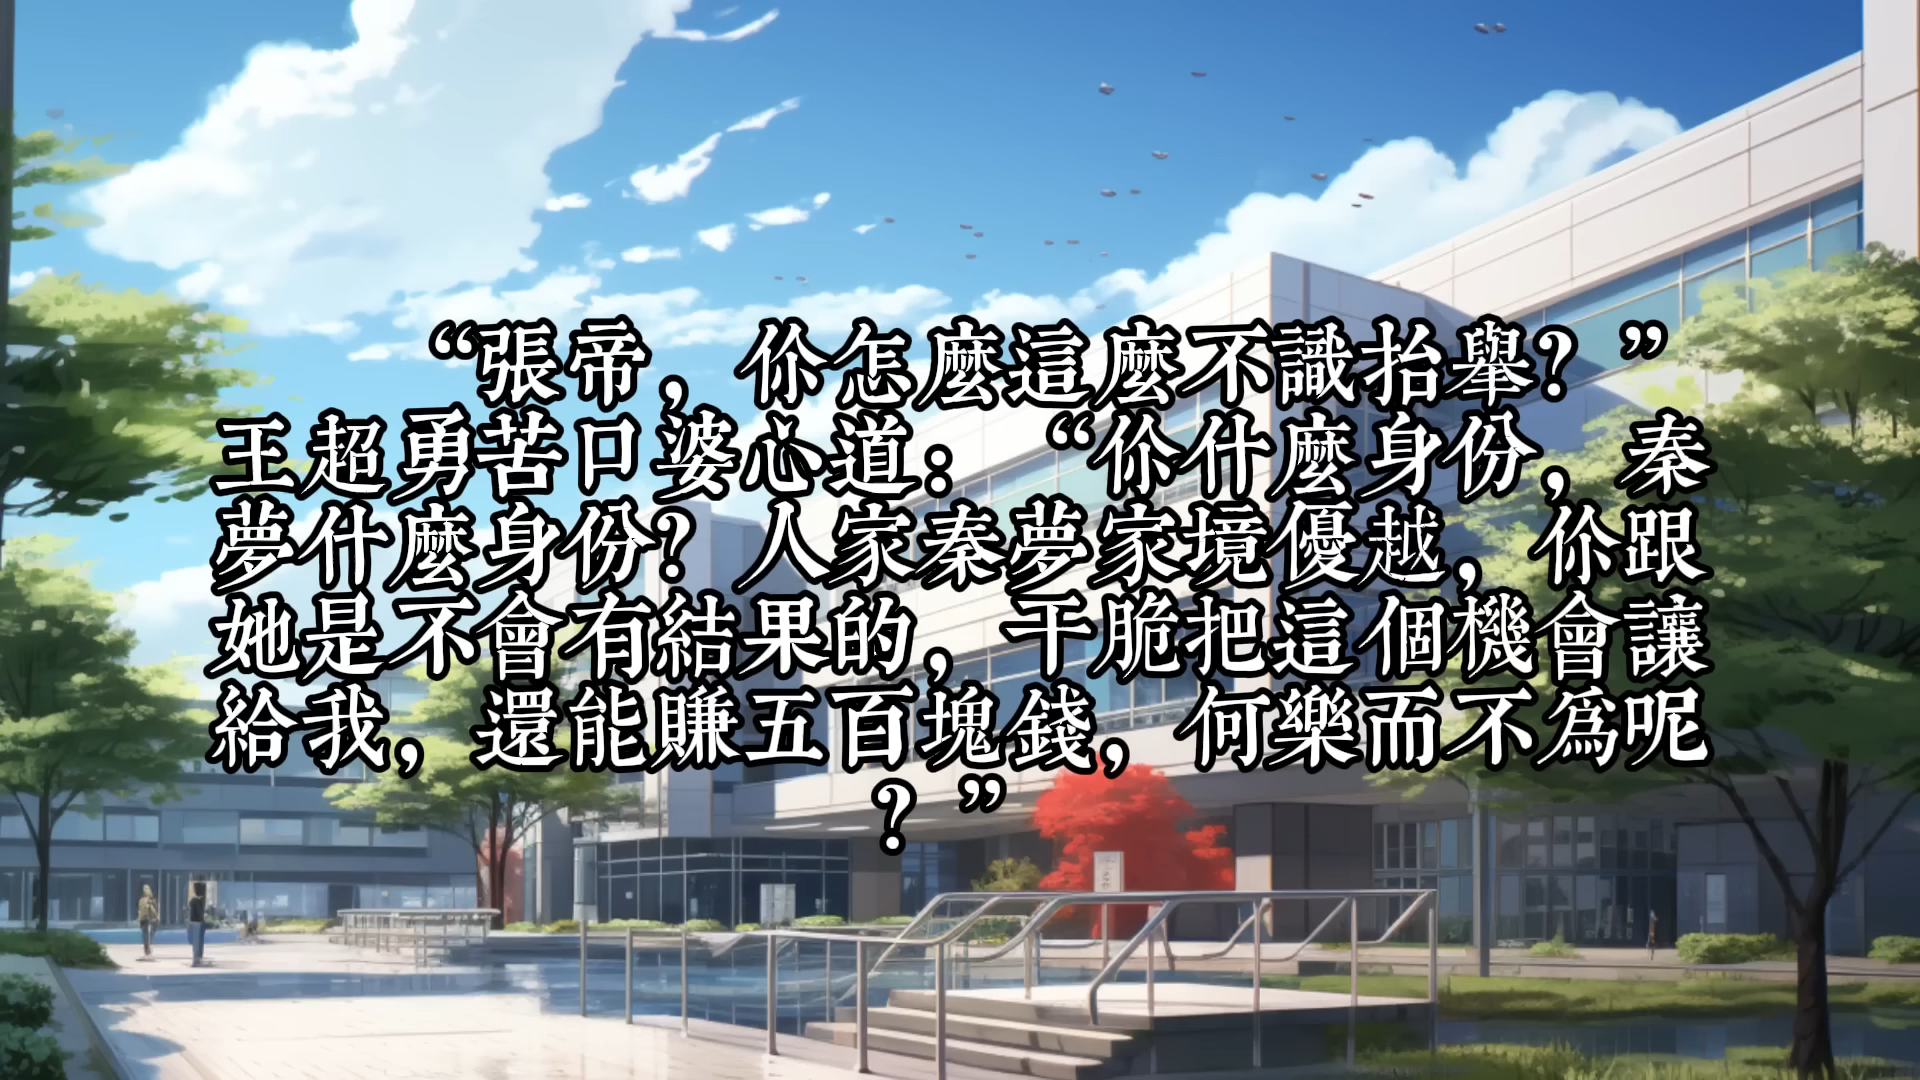 “張帝，伱怎麼這麼不識抬舉？”
王超勇苦口婆心道：“伱什麼身份，秦
夢什麼身份？人家秦夢家境優越，伱跟
她是不會有結果的，干脆把這個機會讓
給我，還能賺五百塊錢，何樂而不爲呢
？”